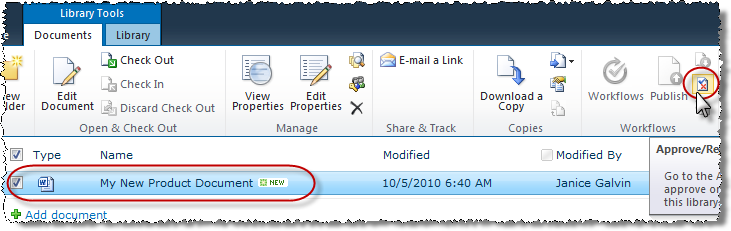 Library Tools
Documents
Library
Edit Document
Check Out
Check In
Discard Check Out
Open & Check Out
View Properties
Edit Properties
Manage
E-mail a Link
Share & Track
Download a Copy
Copies
Workflows
Publish
Workflows
Type Name Modified Modified By
My New Product Document NEW 10/5/2010 6:40 AM Janice Galvin
Add document
Approve/Re
Go to the A
approve or
this library